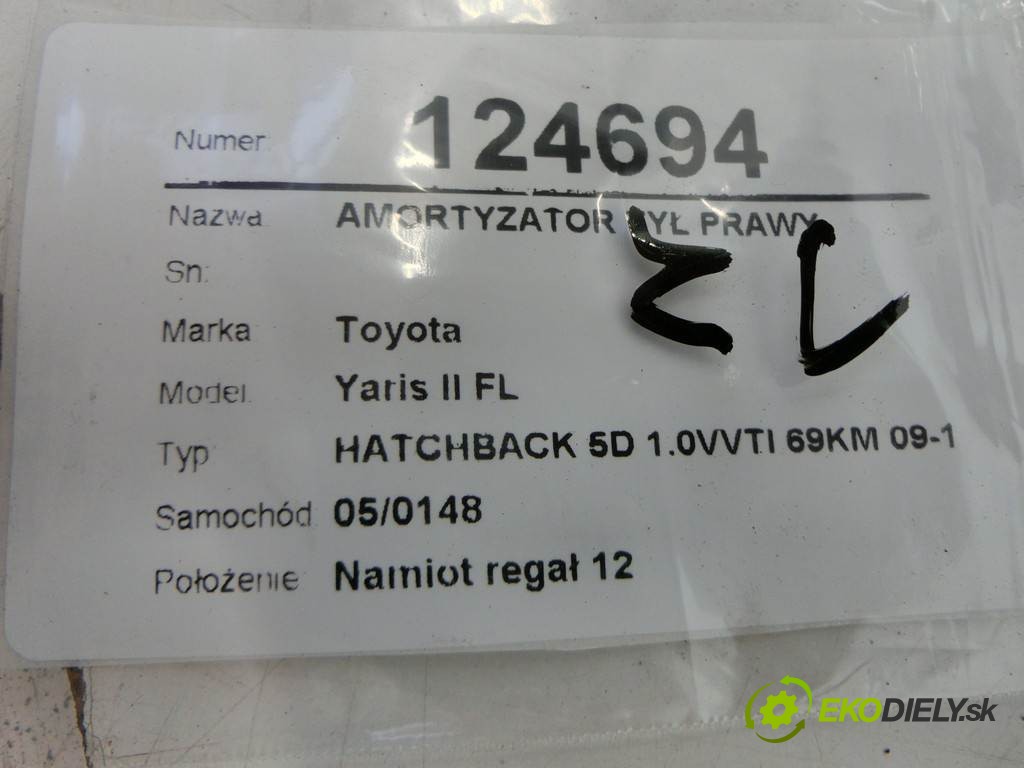 Numer: 124694
Nazwa AMORTYZATOR TYŁ PRAWY
Sn:
Marka Toyota
Model Yaris II FL
Typ HATCHBACK 5D 1.0VVTI 69KM 09-1
Samochód 05/0148
Położenie Namiot regał 12
EKODIELY.sk